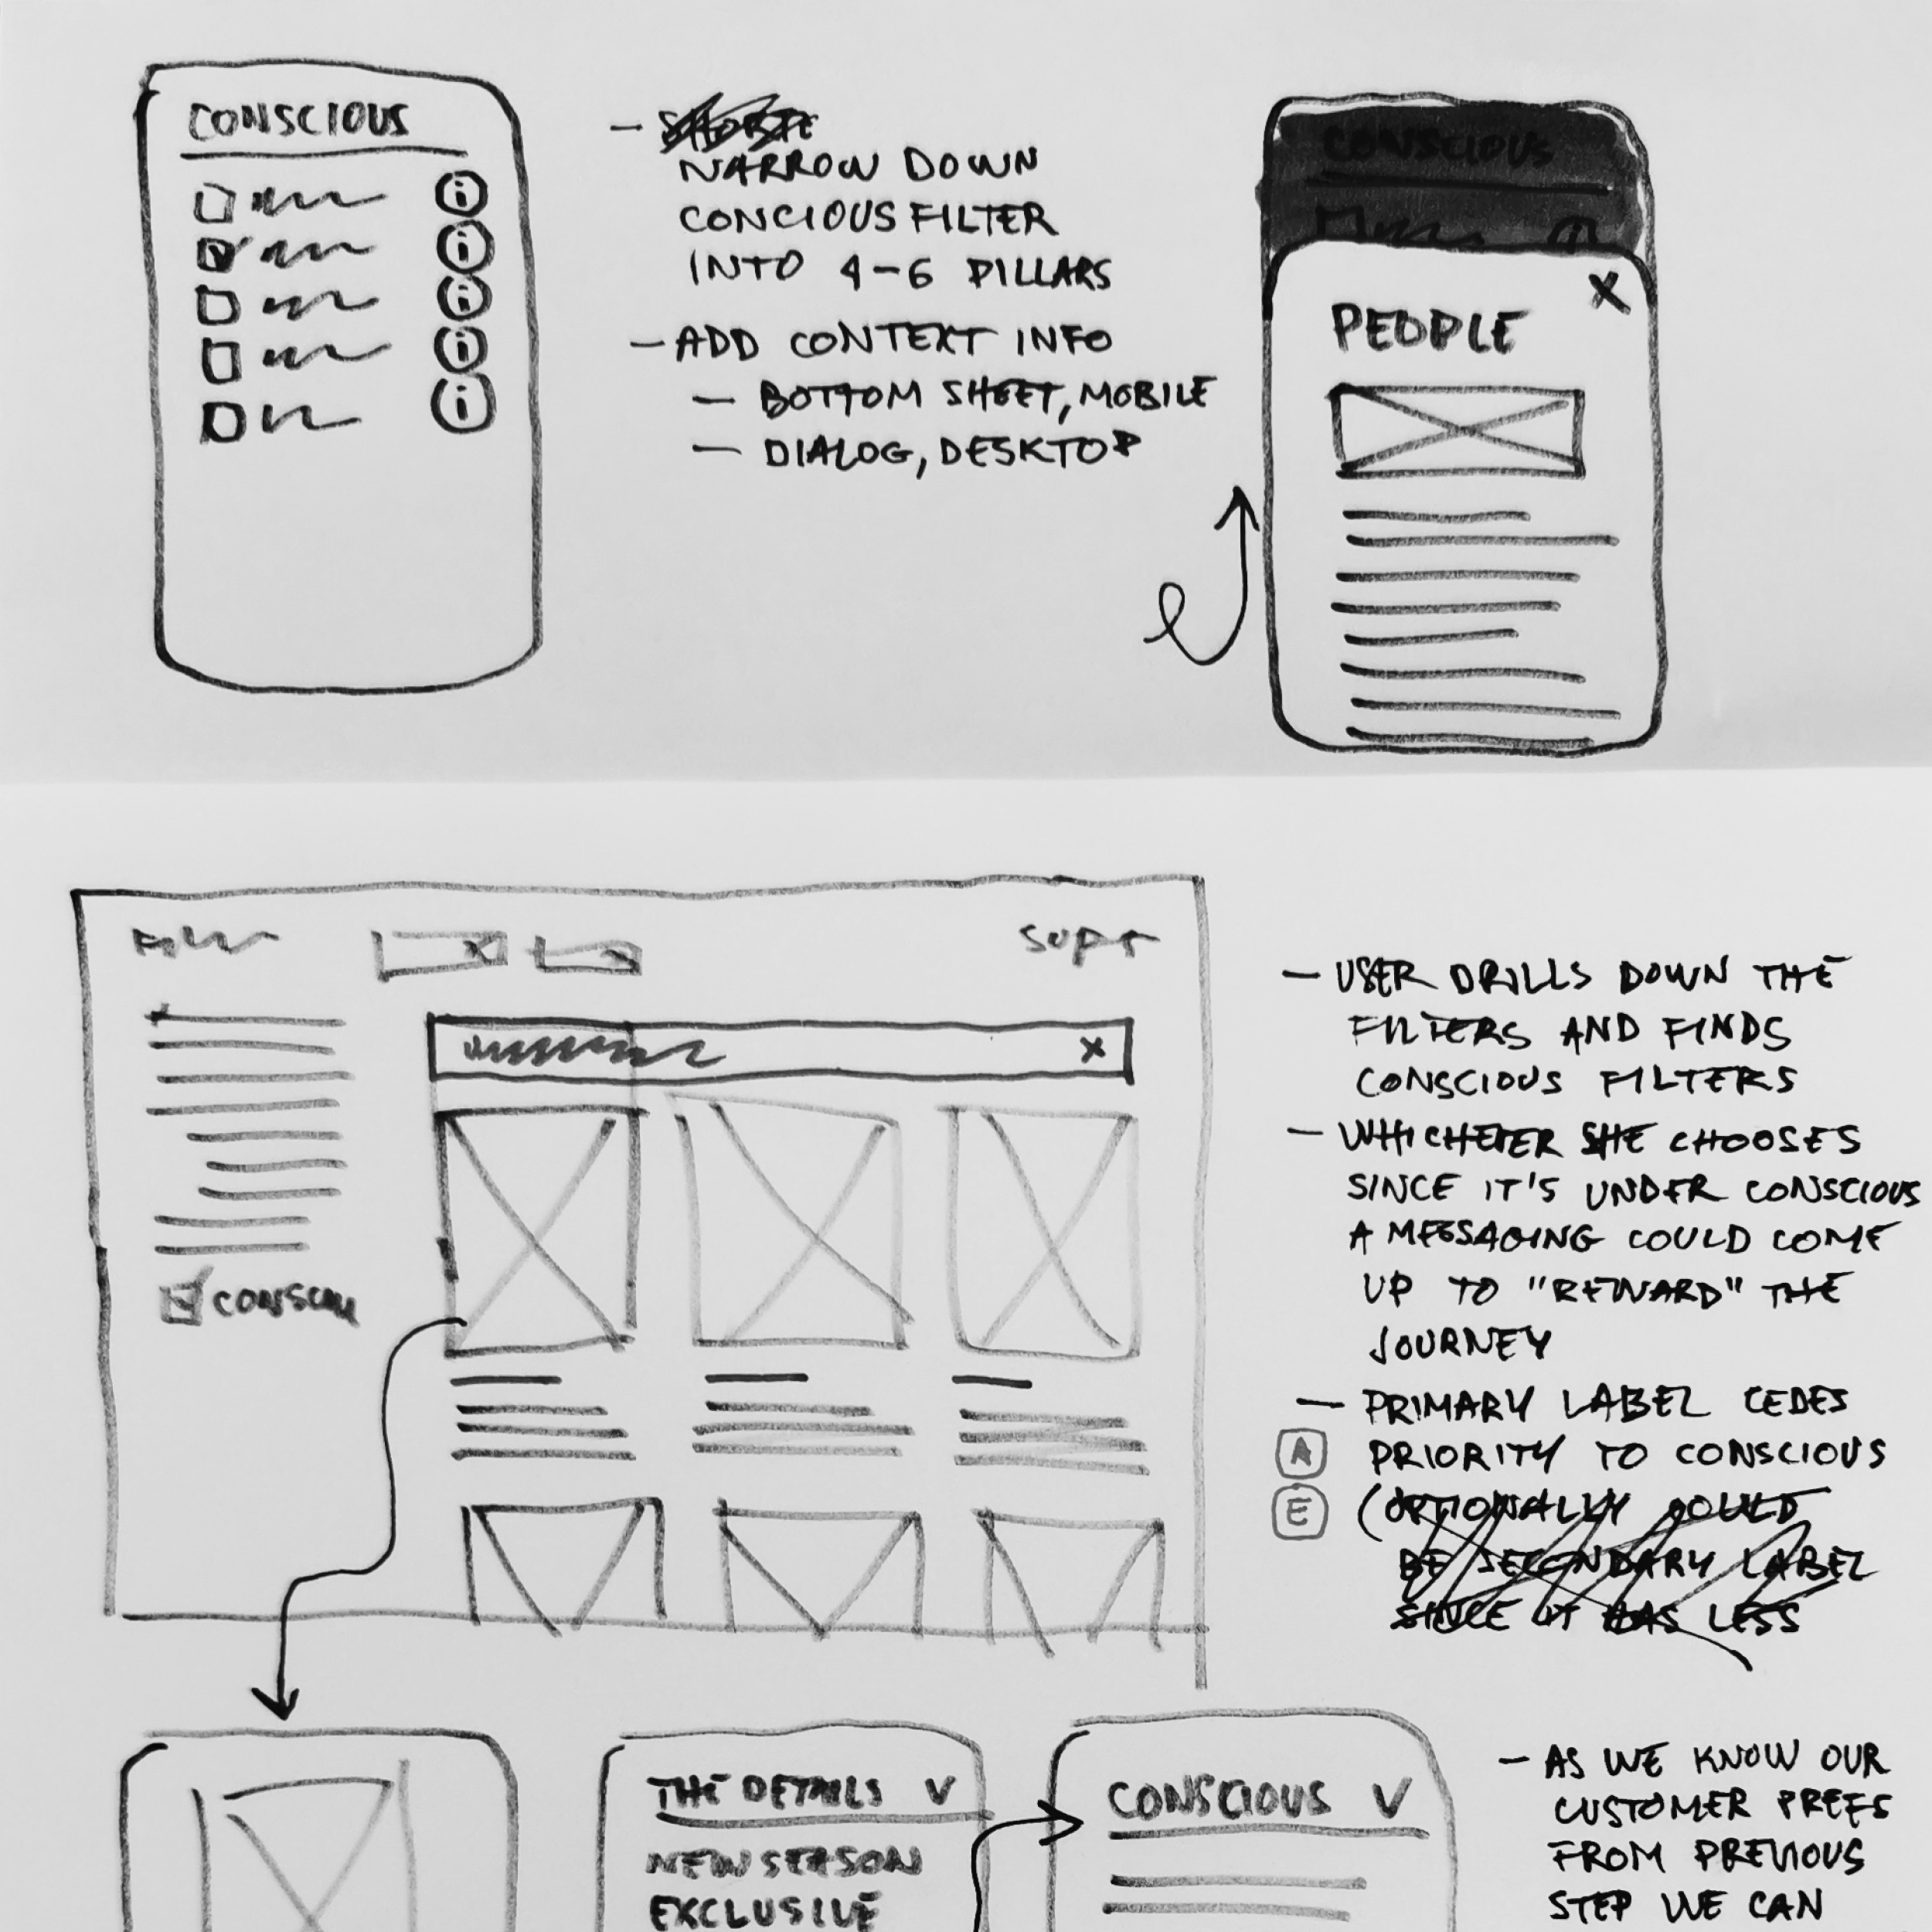 CONSCIOUS
i
i
i
i
i
— NARROW DOWN
CONCIOUS FILTER
INTO 4-6 PILLARS
— ADD CONTEXT INFO
— BOTTOM SHEET, MOBILE
— DIALOG, DESKTOP
CONSCIOUS
i
X
PEOPLE
SORT
X
— USER DRILLS DOWN THE
FILTERS AND FINDS
CONSCIOUS FILTERS
— WHICHEVER SHE CHOOSES
SINCE IT'S UNDER CONSCIOUS
A MESSAGING COULD COME
UP TO "REWARD" THE
JOURNEY
— PRIMARY LABEL CEDES
A PRIORITY TO CONSCIOUS
E (OPTIONALLY COULD
BE SECONDARY LABEL
SINCE IT HAS LESS
THE DETAILS V
NEW SEASON
EXCLUSIVE
CONSCIOUS V
— AS WE KNOW OUR
CUSTOMER PREFS
FROM PREVIOUS
STEP WE CAN